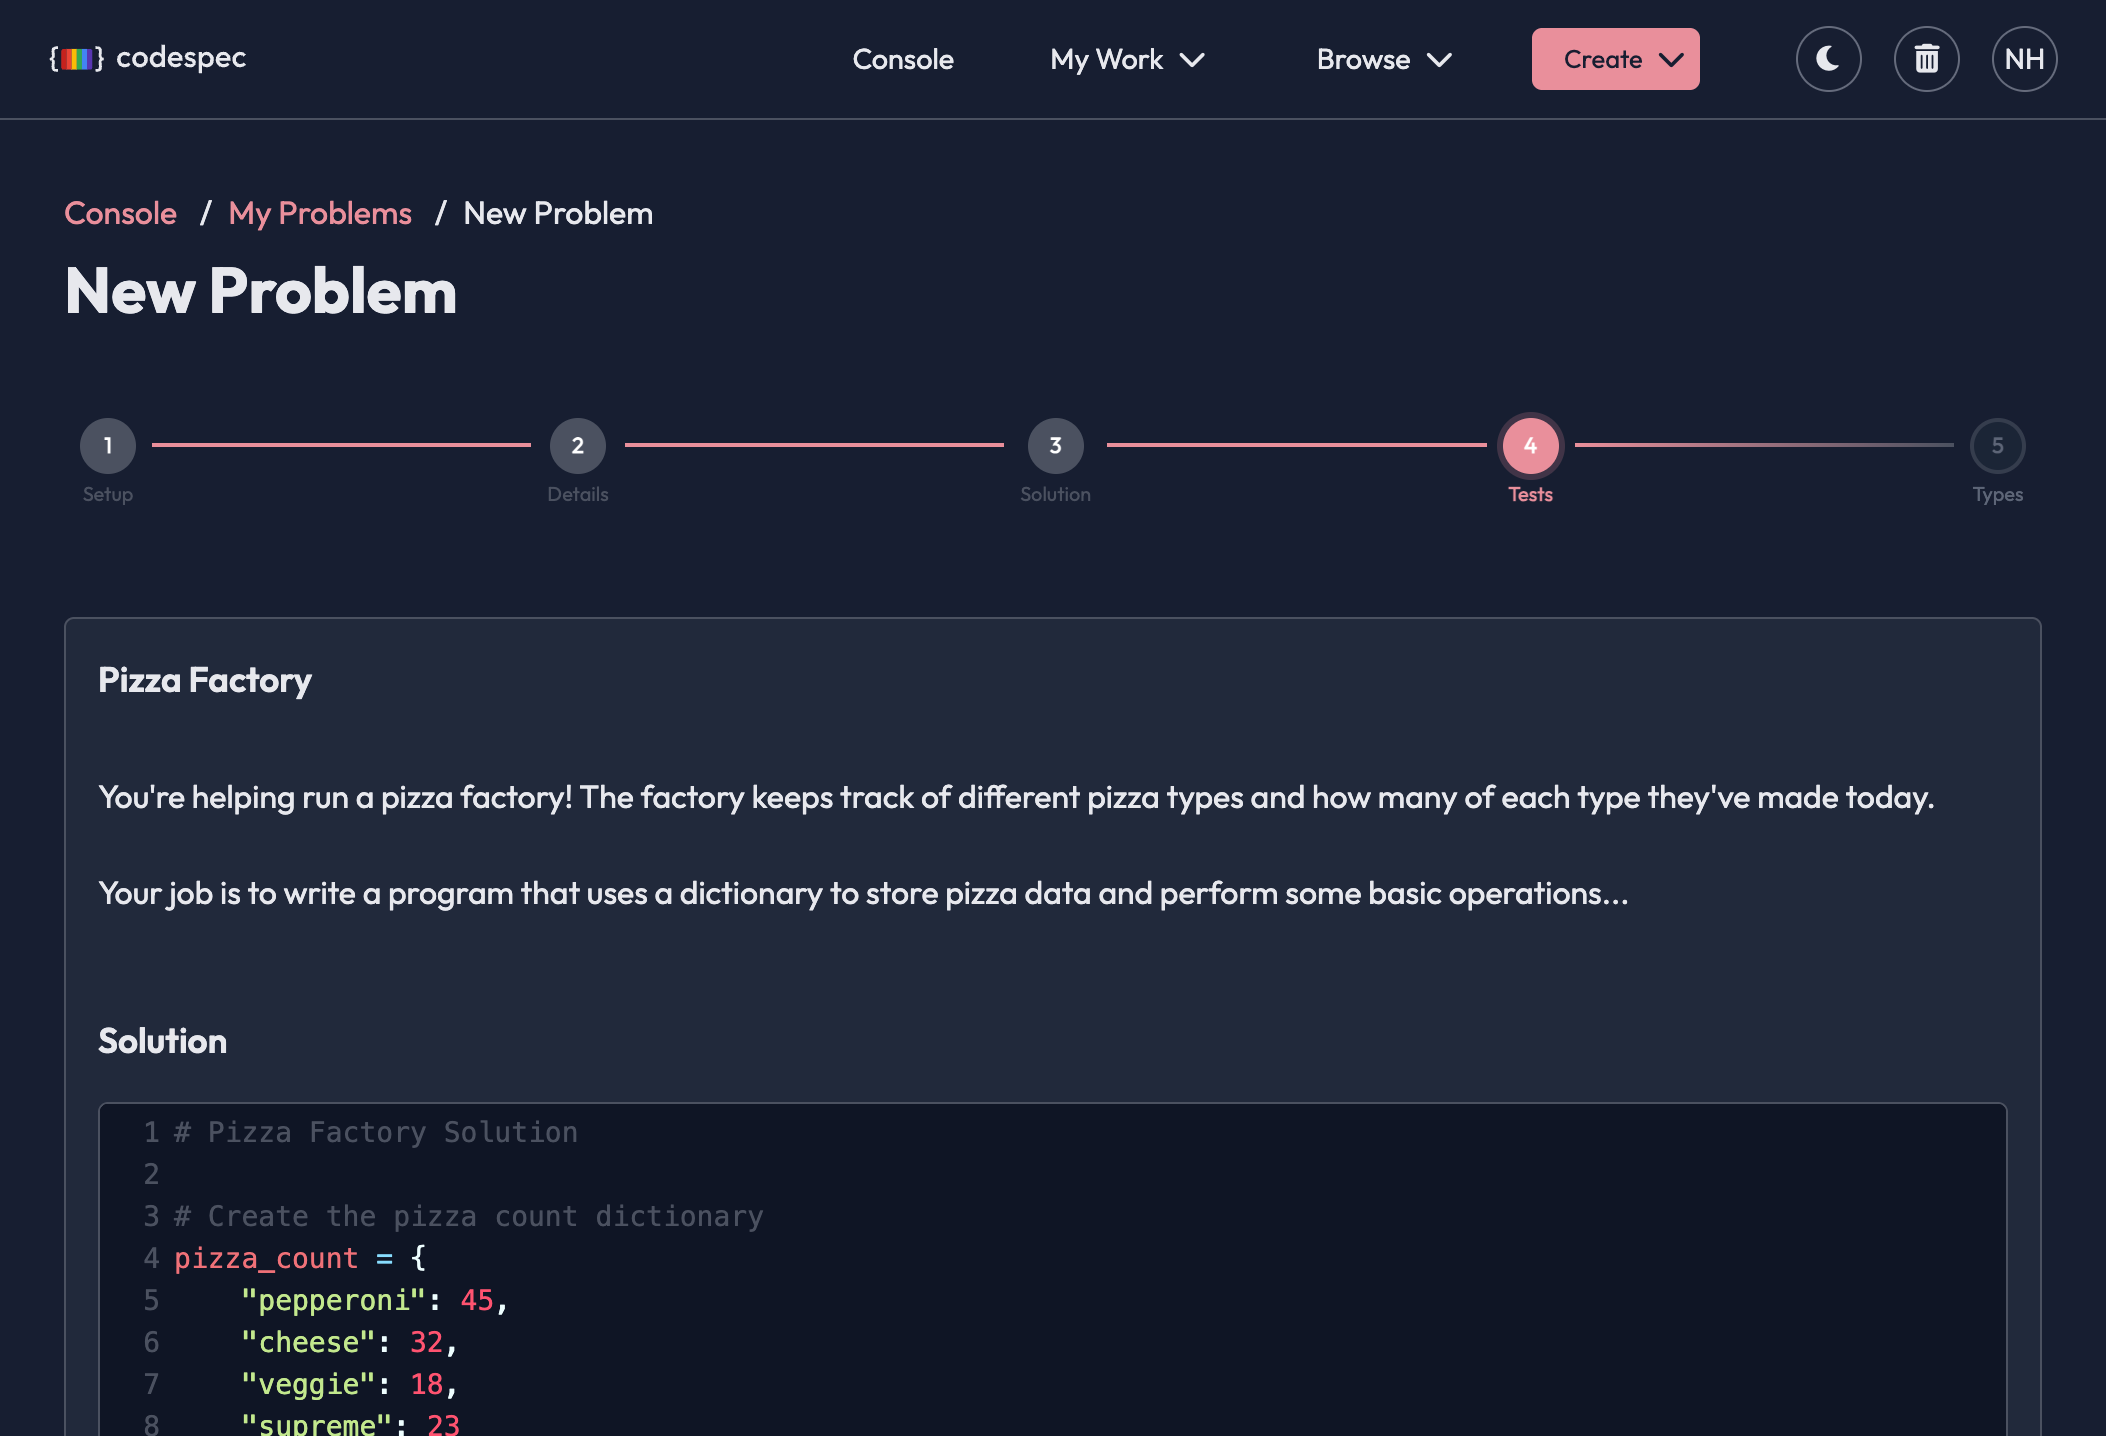 { } codespec
Console
My Work
Browse
Create
NH
Console / My Problems / New Problem
New Problem
1
2
3
4
5
Setup
Details
Solution
Tests
Types
Pizza Factory
You're helping run a pizza factory! The factory keeps track of different pizza types and how many of each type they've made today.
Your job is to write a program that uses a dictionary to store pizza data and perform some basic operations...
Solution
1 # Pizza Factory Solution
2
3 # Create the pizza count dictionary
4 pizza_count = {
5     "pepperoni": 45,
6     "cheese": 32,
7     "veggie": 18,
8     "supreme": 23